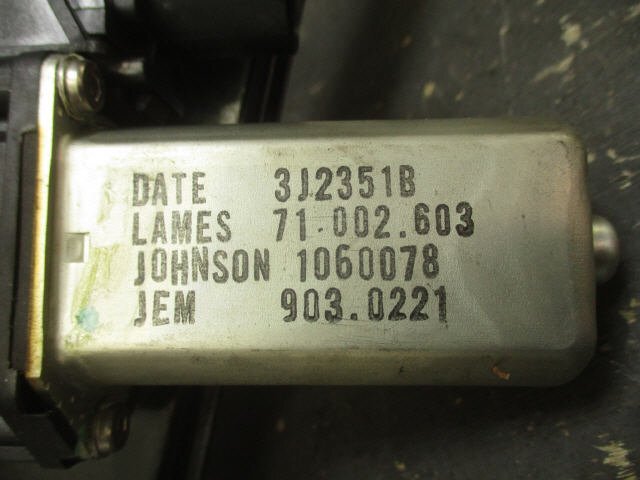 DATE 3J2351B
LAMES 71.002.603
JOHNSON 1060078
JEM 903.0221